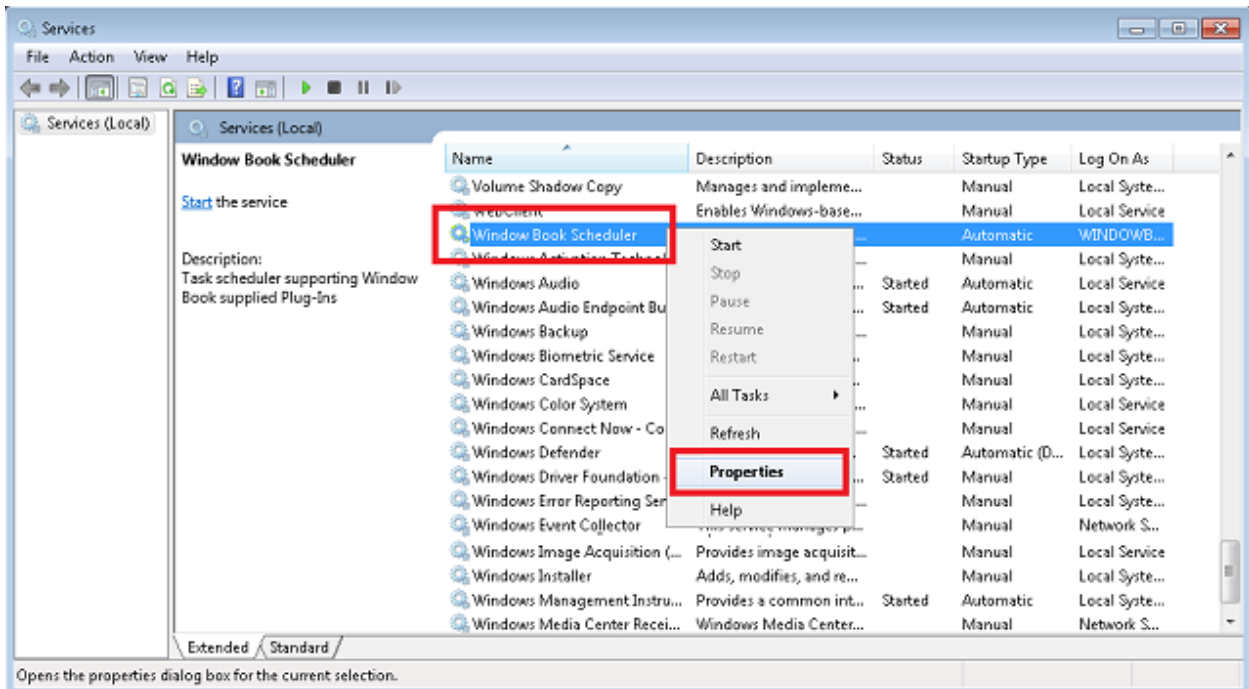 Services
File Action View Help
Services (Local)
Services (Local)
Window Book Scheduler
Start the service
Description:
Task scheduler supporting Window
Book supplied Plug-Ins
Name Description Status Startup Type Log On As
Volume Shadow Copy Manages and impleme... Manual Local Syste...
WebClient Enables Windows-base... Manual Local Service
Window Book Scheduler ... Automatic WINDOWB...
Windows Activation Technol ... Manual Local Syste...
Windows Audio ... Started Automatic Local Service
Windows Audio Endpoint Bu ... Started Automatic Local Syste...
Windows Backup ... Manual Local Syste...
Windows Biometric Service ... Manual Local Syste...
Windows CardSpace ... Manual Local Syste...
Windows Color System ... Manual Local Service
Windows Connect Now - Co ... Manual Local Service
Windows Defender ... Started Automatic (D... Local Syste...
Windows Driver Foundation - ... Started Manual Local Syste...
Windows Error Reporting Ser Manual Local Syste...
Windows Event Collector This service manages p... Manual Network S...
Windows Image Acquisition (... Provides image acquisit... Manual Local Service
Windows Installer Adds, modifies, and re... Manual Local Syste...
Windows Management Instru... Provides a common int... Started Automatic Local Syste...
Windows Media Center Recei... Windows Media Center... Manual Network S...
Start
Stop
Pause
Resume
Restart
All Tasks
Refresh
Properties
Help
Extended Standard
Opens the properties dialog box for the current selection.